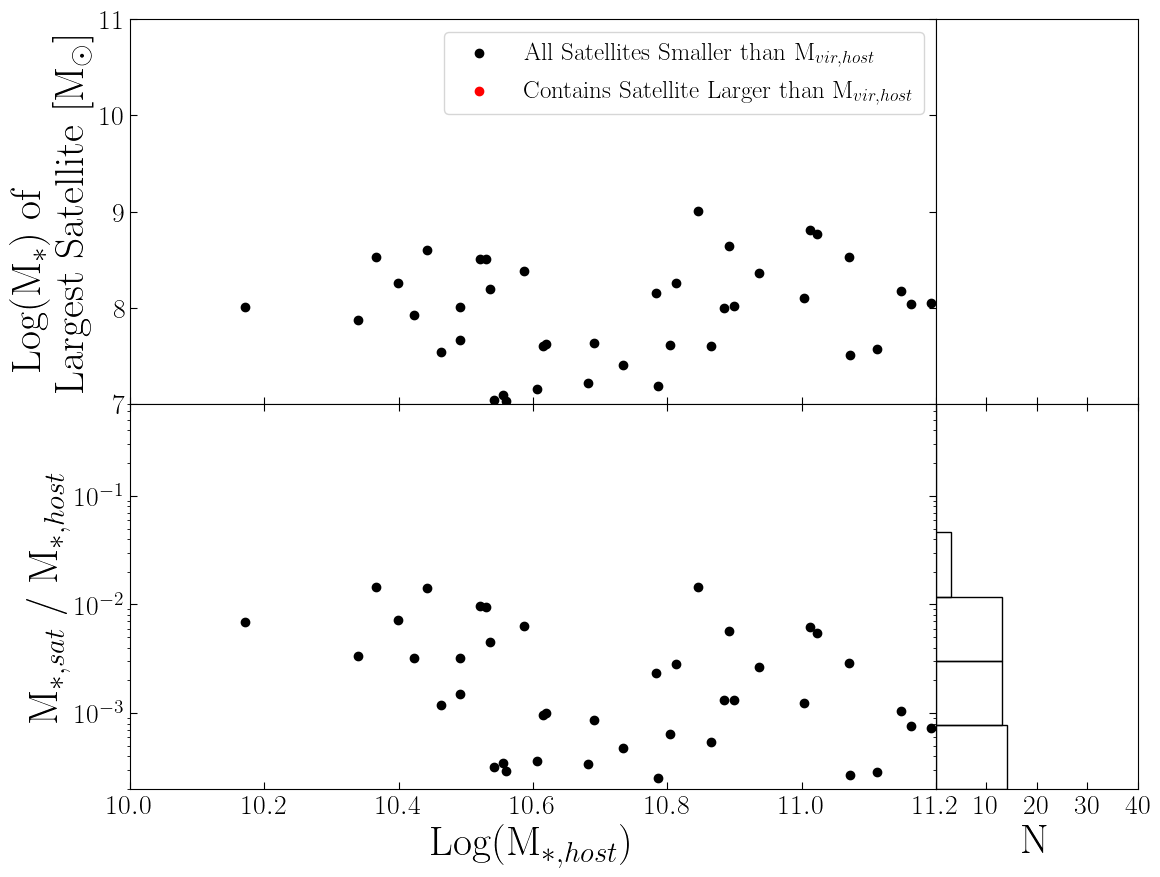 11
10
9
8
7
Log(M*) of
Largest Satellite [M⊙]
All Satellites Smaller than Mvir,host
Contains Satellite Larger than Mvir,host
10−1
10−2
10−3
M*,sat / M*,host
10.0 10.2 10.4 10.6 10.8 11.0 11.2 10 20 30 40
Log(M*,host) N